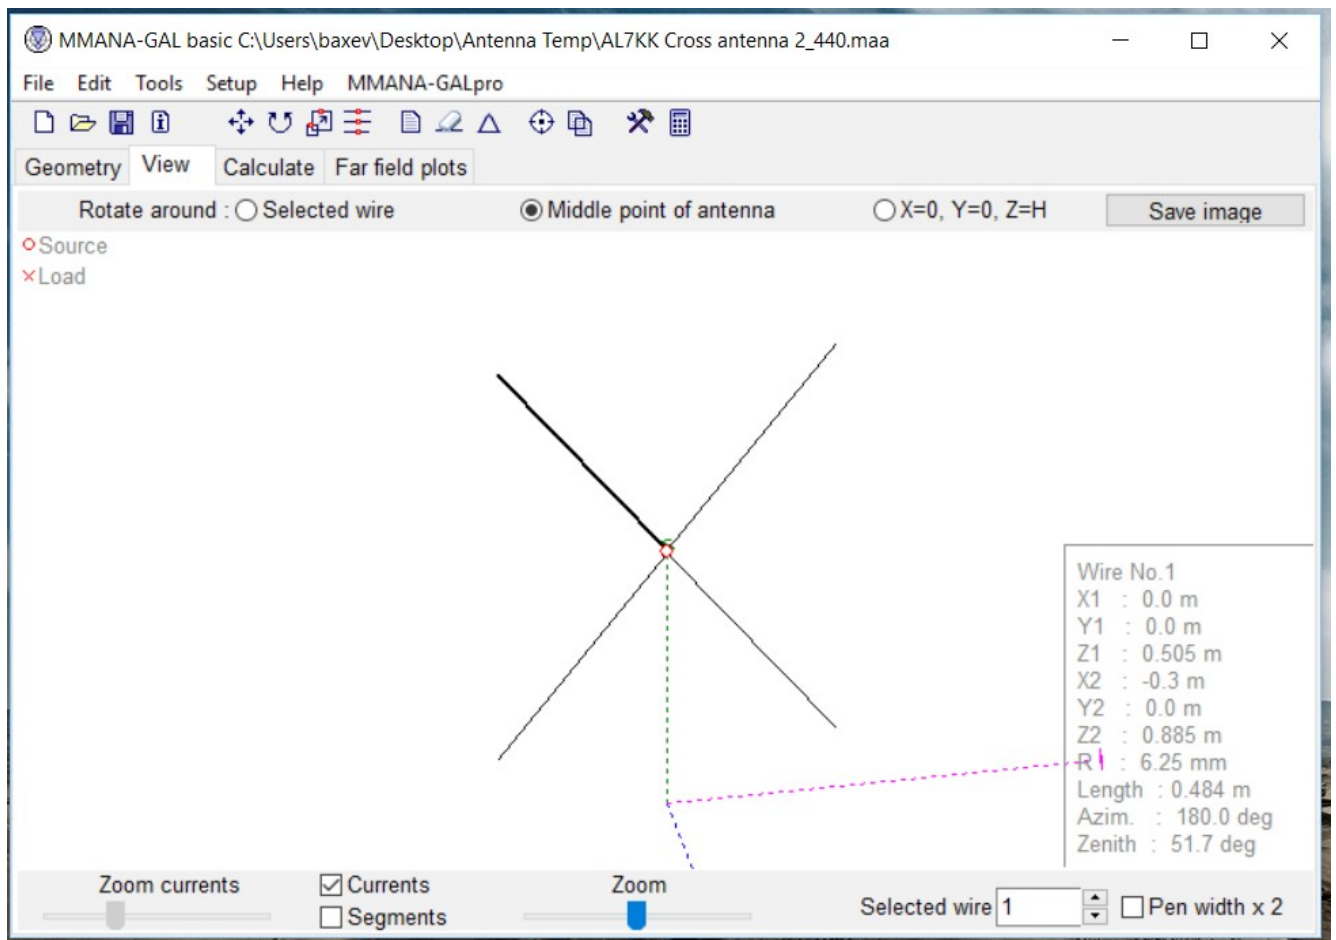 MMANA-GAL basic C:\Users\baxev\Desktop\Antenna Temp\AL7KK Cross antenna 2_440.maa
File Edit Tools Setup Help MMANA-GALpro
Geometry View Calculate Far field plots
Rotate around : Selected wire Middle point of antenna X=0, Y=0, Z=H Save image
Source
Load
Wire No.1
X1 : 0.0 m
Y1 : 0.0 m
Z1 : 0.505 m
X2 : -0.3 m
Y2 : 0.0 m
Z2 : 0.885 m
R : 6.25 mm
Length : 0.484 m
Azim. : 180.0 deg
Zenith : 51.7 deg
Zoom currents Currents Zoom
Segments
Selected wire 1 Pen width x 2